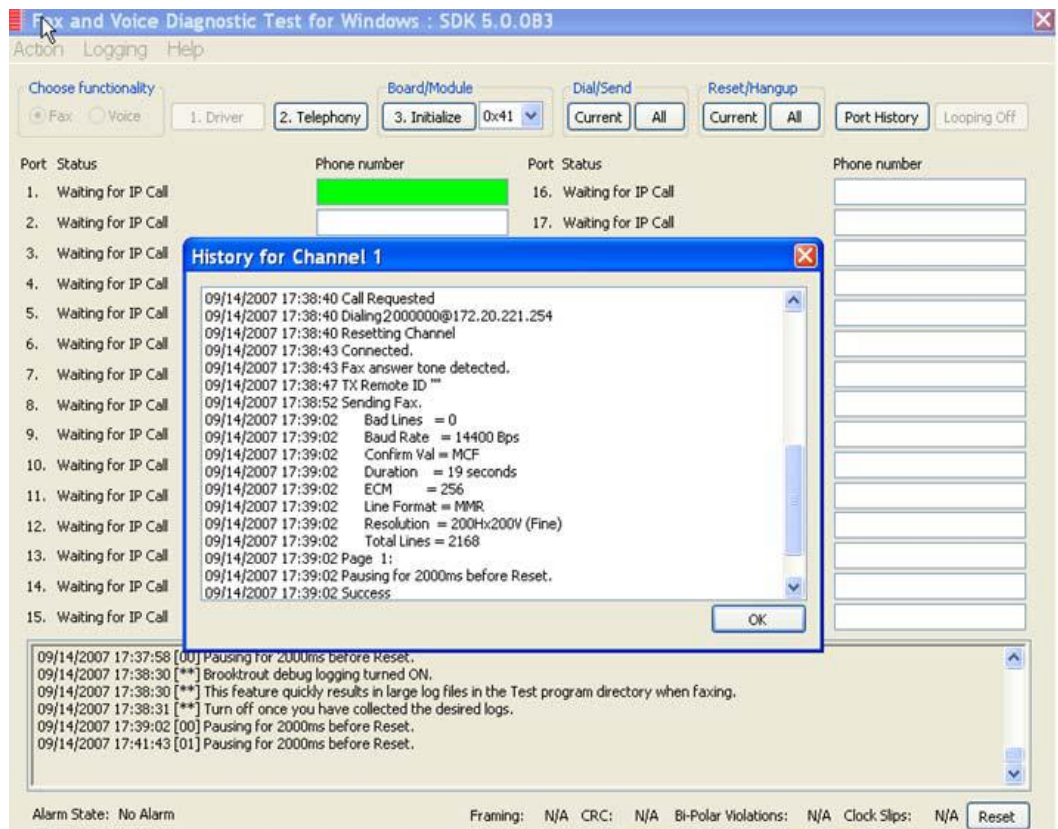 Fax and Voice Diagnostic Test for Windows : SDK 5.0.0B3
Action Logging Help
Choose functionality Board/Module Dial/Send Reset/Hangup
Fax Voice 1. Driver 2. Telephony 3. Initialize 0x41 Current All Current All Port History Looping Off
Port Status Phone number Port Status Phone number
1. Waiting for IP Call 16. Waiting for IP Call
2. Waiting for IP Call 17. Waiting for IP Call
3. Waiting for IP Call
4. Waiting for IP Call
5. Waiting for IP Call
6. Waiting for IP Call
7. Waiting for IP Call
8. Waiting for IP Call
9. Waiting for IP Call
10. Waiting for IP Call
11. Waiting for IP Call
12. Waiting for IP Call
13. Waiting for IP Call
14. Waiting for IP Call
15. Waiting for IP Call
History for Channel 1
09/14/2007 17:38:40 Call Requested
09/14/2007 17:38:40 Dialing2000000@172.20.221.254
09/14/2007 17:38:40 Resetting Channel
09/14/2007 17:38:43 Connected.
09/14/2007 17:38:43 Fax answer tone detected.
09/14/2007 17:38:47 TX Remote ID ""
09/14/2007 17:38:52 Sending Fax.
09/14/2007 17:39:02 Bad Lines = 0
09/14/2007 17:39:02 Baud Rate = 14400 Bps
09/14/2007 17:39:02 Confirm Val = MCF
09/14/2007 17:39:02 Duration = 19 seconds
09/14/2007 17:39:02 ECM = 256
09/14/2007 17:39:02 Line Format = MMR
09/14/2007 17:39:02 Resolution = 200Hx200V (Fine)
09/14/2007 17:39:02 Total Lines = 2168
09/14/2007 17:39:02 Page 1:
09/14/2007 17:39:02 Pausing for 2000ms before Reset.
09/14/2007 17:39:02 Success
OK
09/14/2007 17:37:58 [00] Pausing for 2000ms before Reset.
09/14/2007 17:38:30 [**] Brooktrout debug logging turned ON.
09/14/2007 17:38:30 [**] This feature quickly results in large log files in the Test program directory when faxing.
09/14/2007 17:38:31 [**] Turn off once you have collected the desired logs.
09/14/2007 17:39:02 [00] Pausing for 2000ms before Reset.
09/14/2007 17:41:43 [01] Pausing for 2000ms before Reset.
Alarm State: No Alarm Framing: N/A CRC: N/A Bi-Polar Violations: N/A Clock Slips: N/A Reset